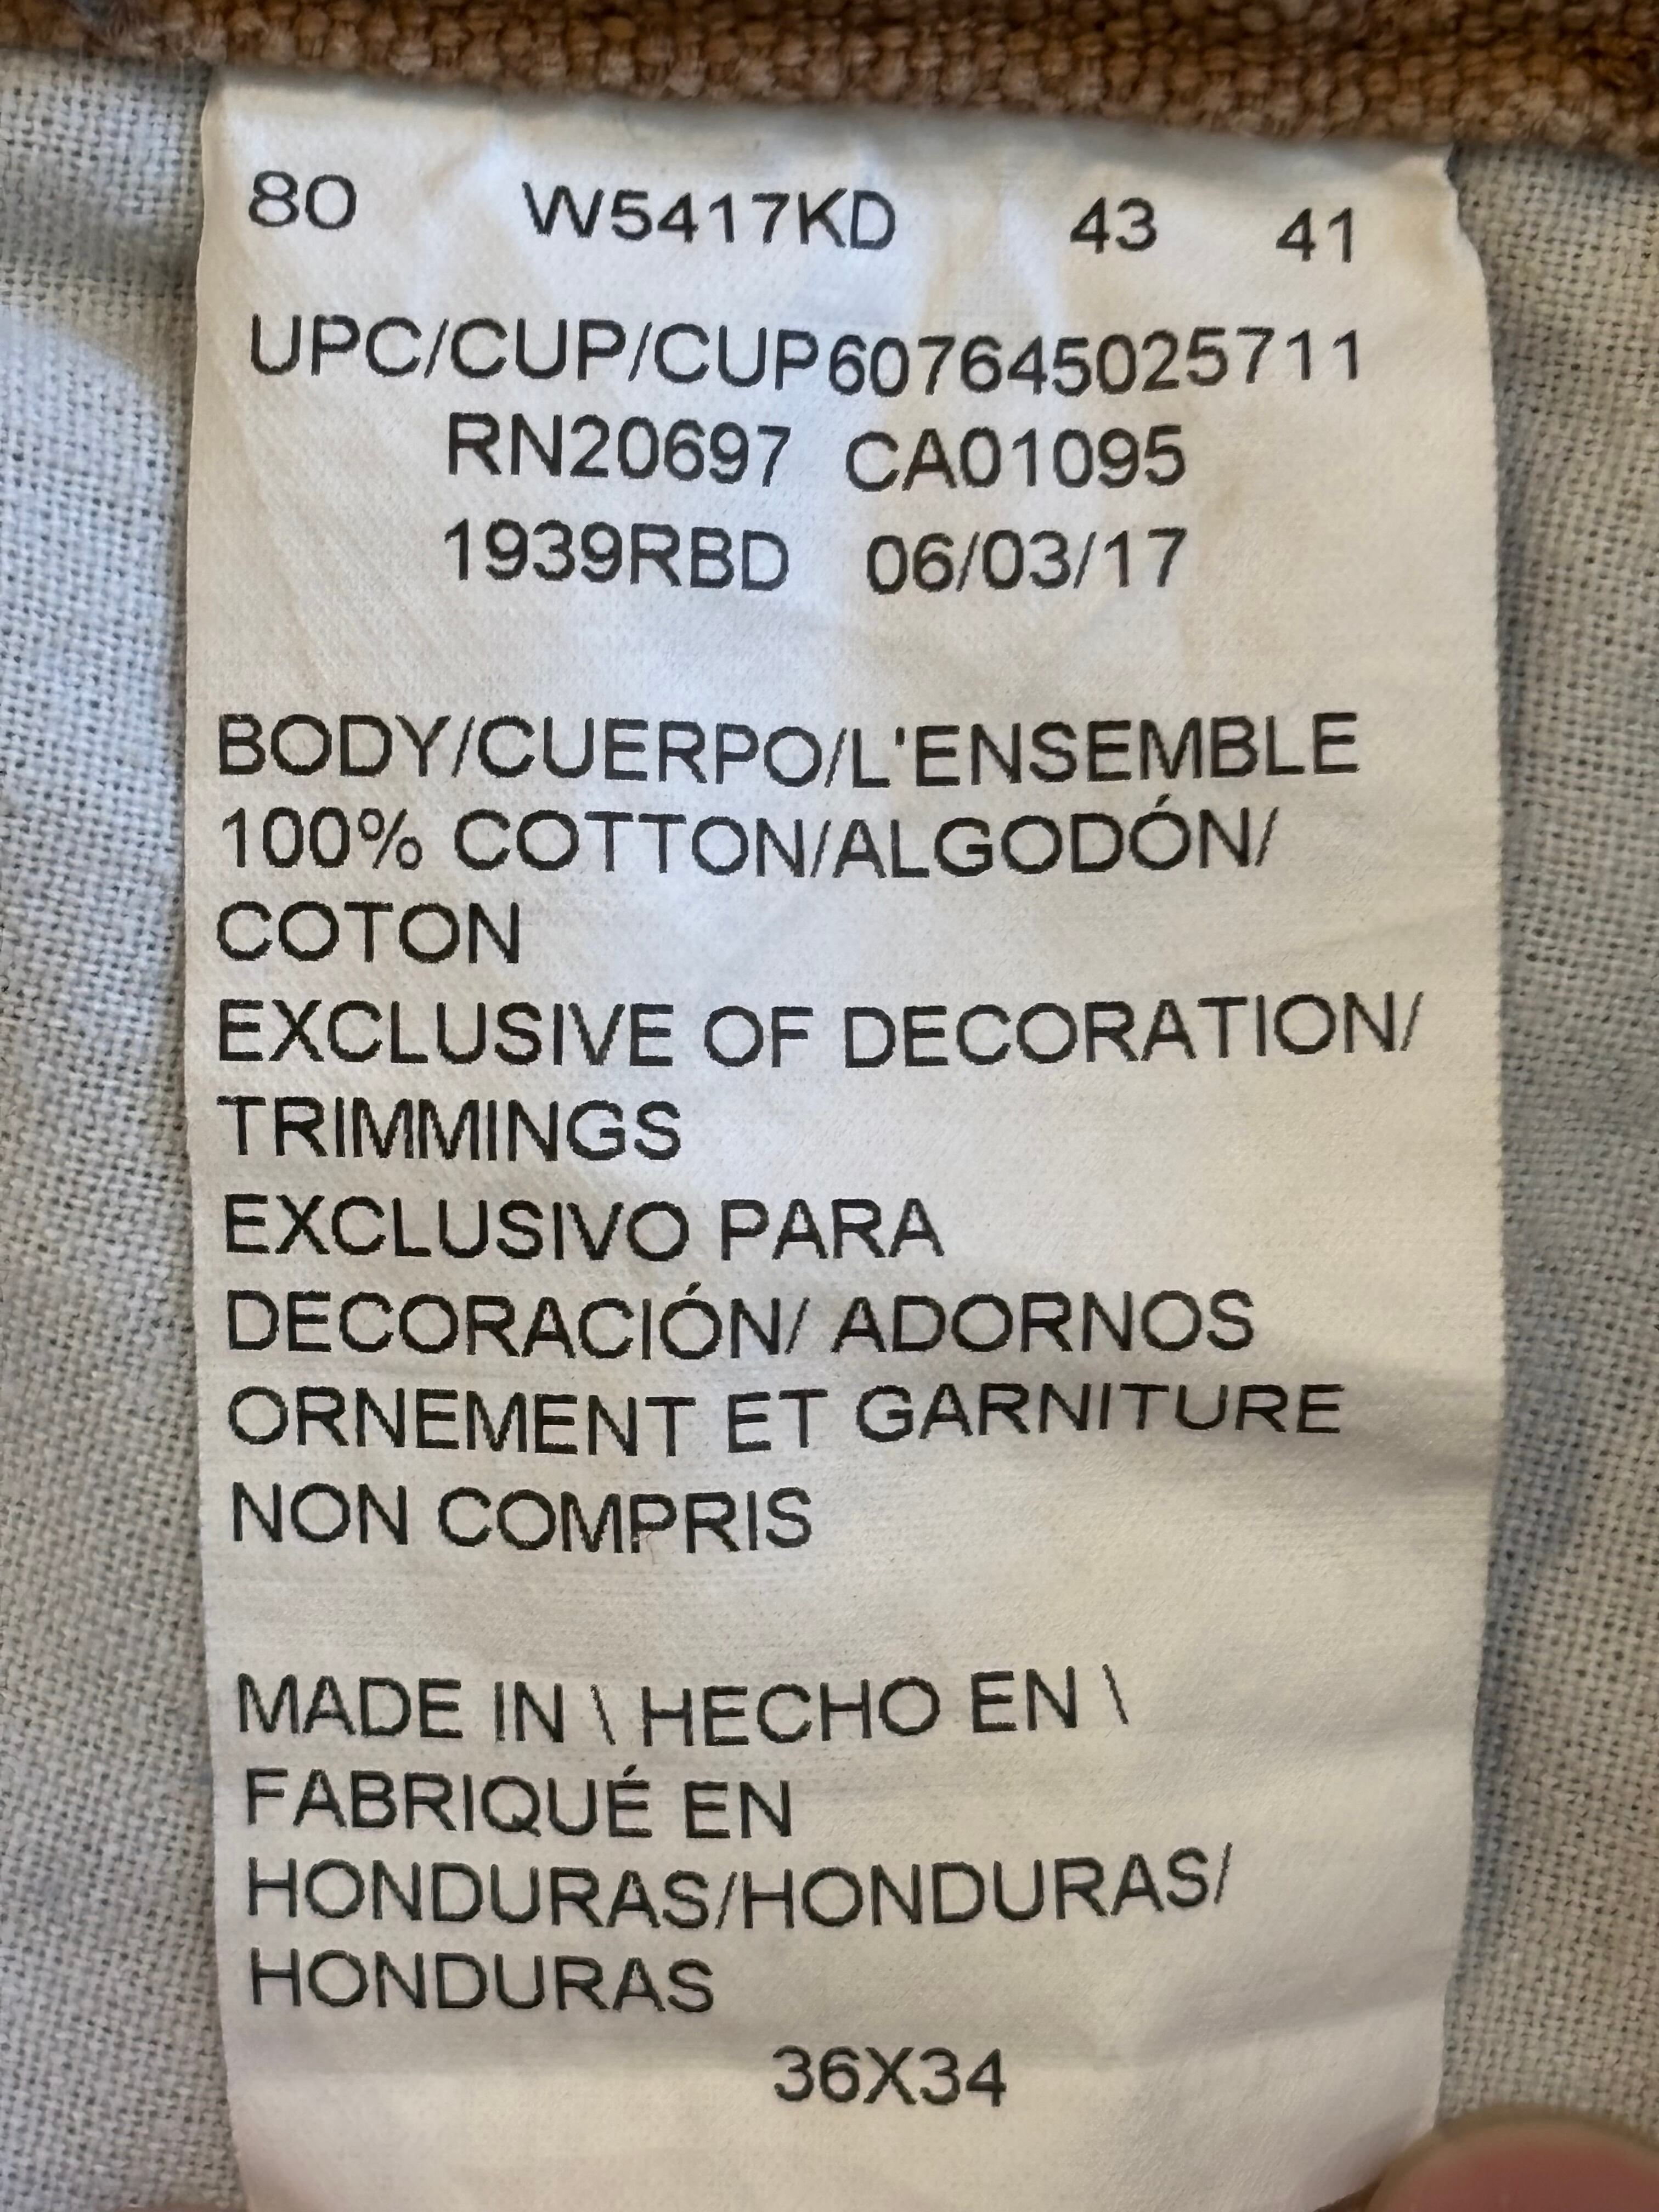 80 W5417KD 43 41
UPC/CUP/CUP607645025711
RN20697 CA01095
1939RBD 06/03/17
BODY/CUERPO/L'ENSEMBLE
100% COTTON/ALGODÓN/
COTON
EXCLUSIVE OF DECORATION/
TRIMMINGS
EXCLUSIVO PARA
DECORACIÓN/ ADORNOS
ORNEMENT ET GARNITURE
NON COMPRIS
MADE IN \ HECHO EN \
FABRIQUÉ EN
HONDURAS/HONDURAS/
HONDURAS
36X34